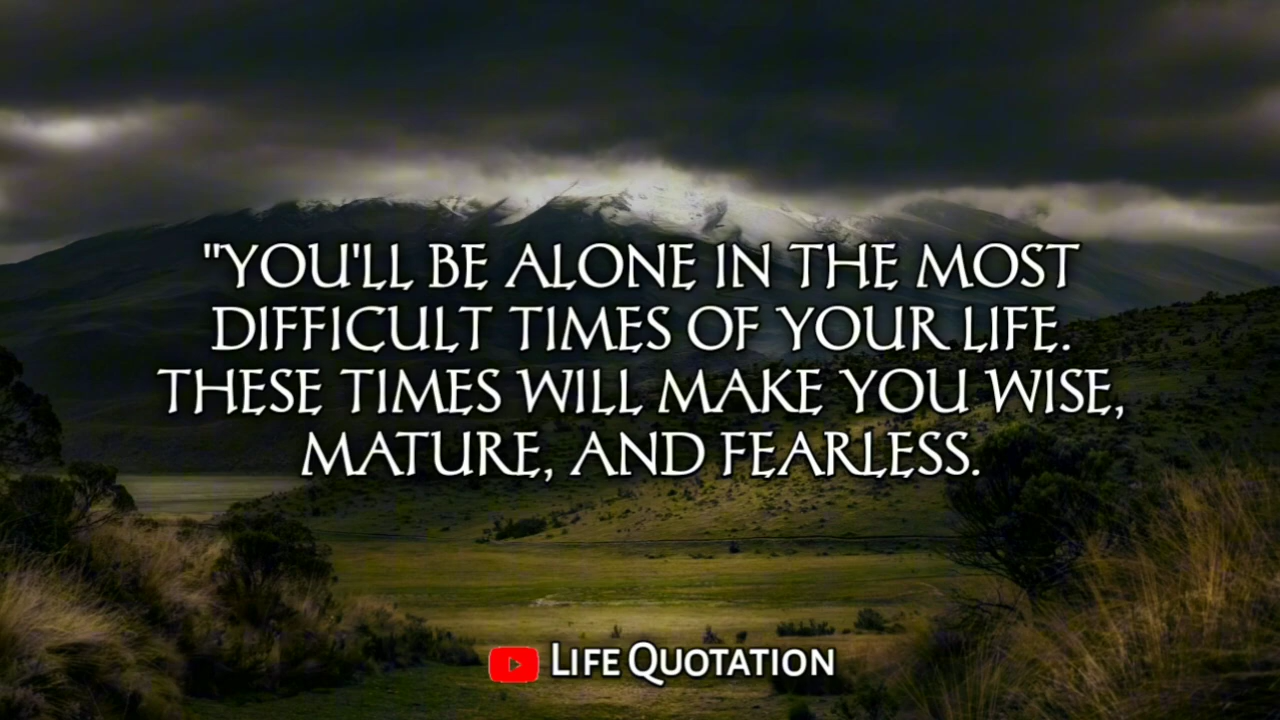 "YOU'LL BE ALONE IN THE MOST
DIFFICULT TIMES OF YOUR LIFE.
THESE TIMES WILL MAKE YOU WISE,
MATURE, AND FEARLESS.
LIFE QUOTATION